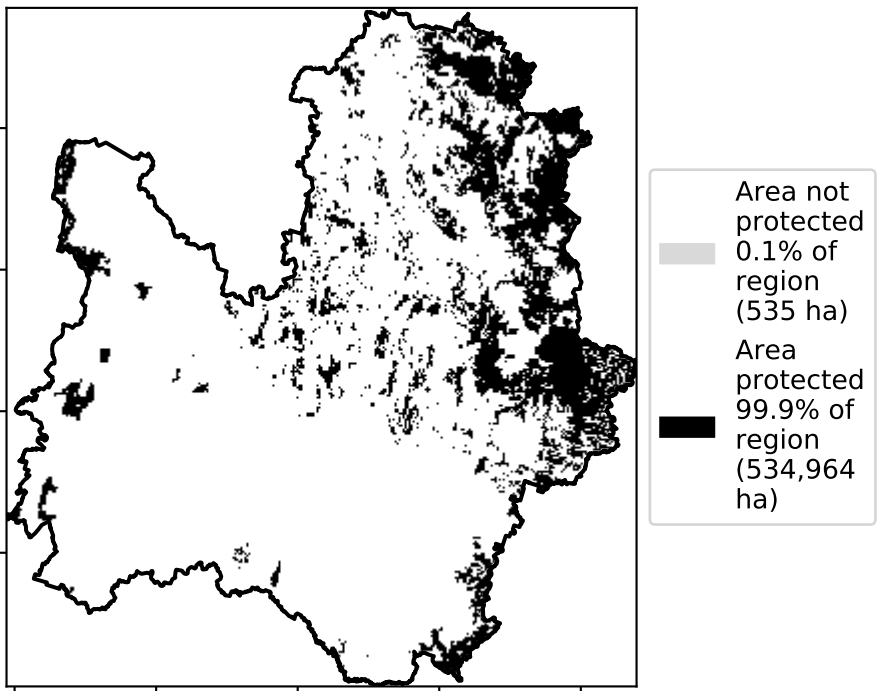 Area not
protected
0.1% of
region
(535 ha)
Area
protected
99.9% of
region
(534,964
ha)